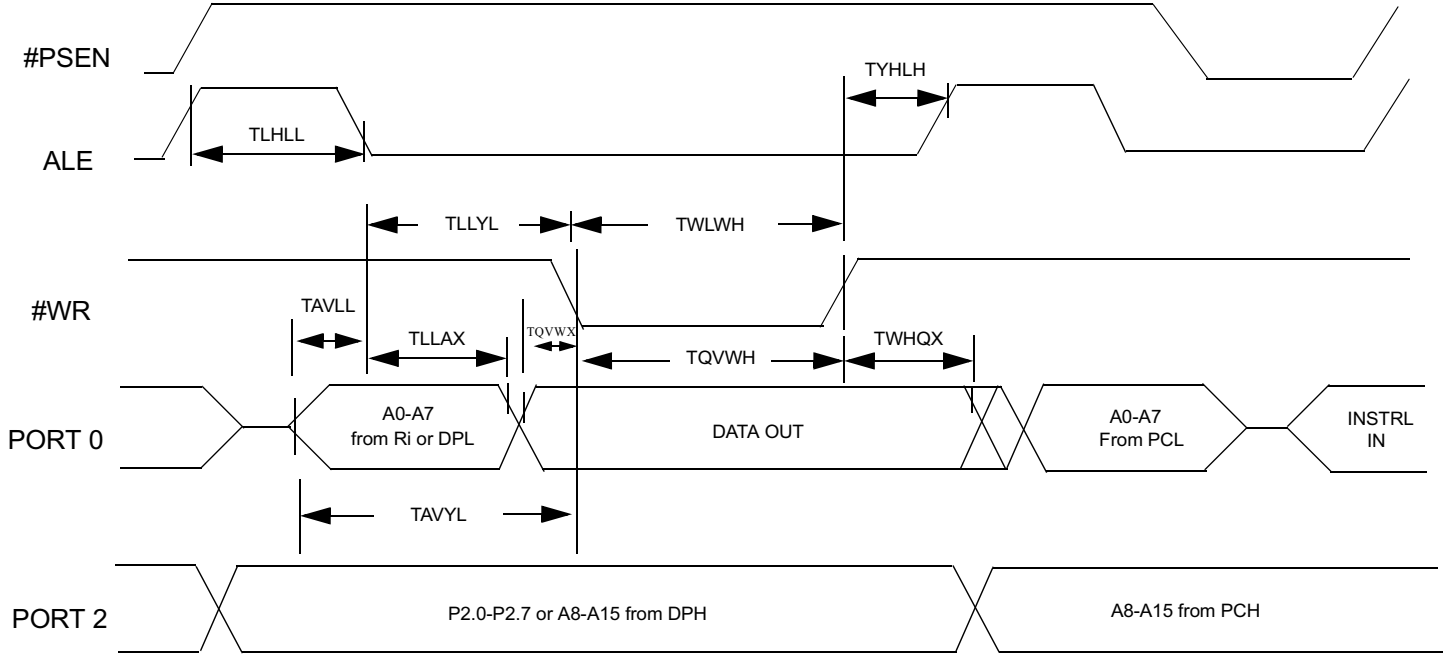 #PSEN
TYHLH
TLHLL
ALE
TLLYL
TWLWH
#WR
TAVLL
TQVWX
TLLAX
TQVWH
TWHQX
PORT 0
A0-A7
from Ri or DPL
DATA OUT
A0-A7
From PCL
INSTRL
IN
TAVYL
PORT 2
P2.0-P2.7 or A8-A15 from DPH
A8-A15 from PCH